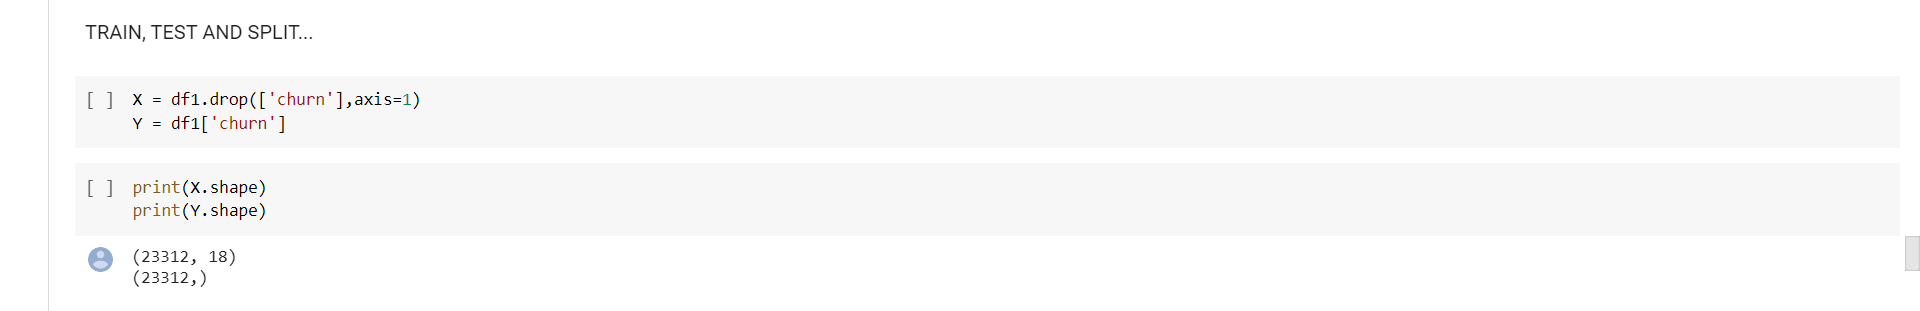 TRAIN, TEST AND SPLIT...
[ ] X = df1.drop(['churn'],axis=1)
Y = df1['churn']
[ ] print(X.shape)
print(Y.shape)
(23312, 18)
(23312,)